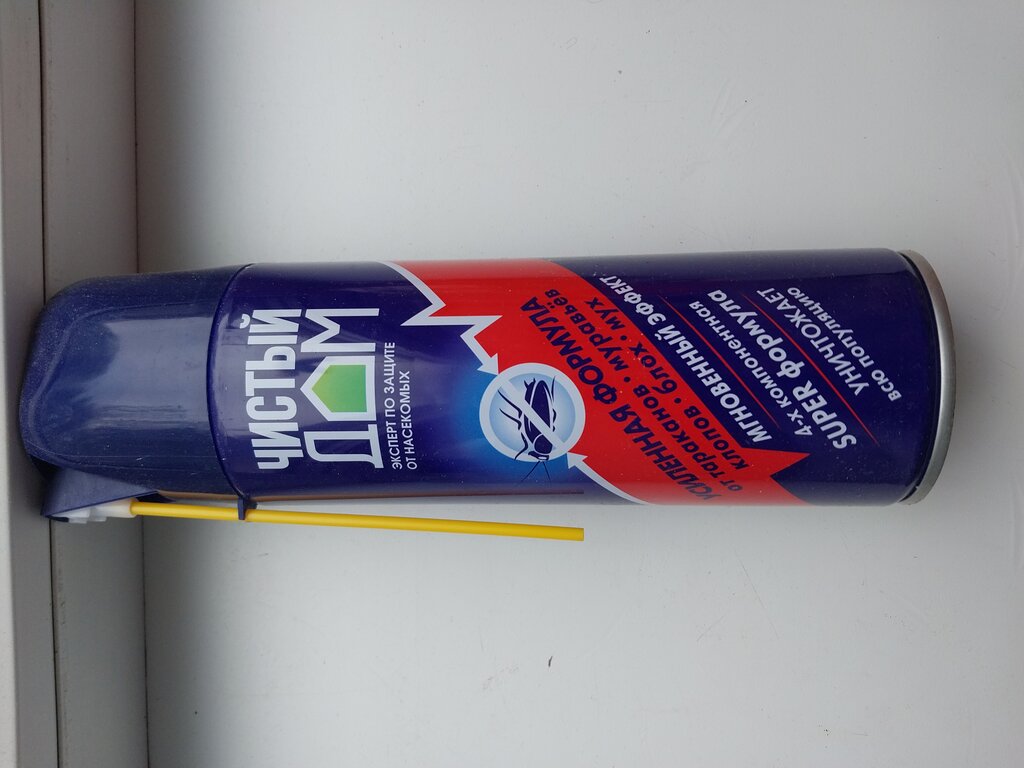 ЧИСТЫЙ
ДОМ
ЭКСПЕРТ ПО ЗАЩИТЕ
ОТ НАСЕКОМЫХ
УСИЛЕННАЯ ФОРМУЛА
от тараканов • муравьёв
клопов • блох • мух
МГНОВЕННЫЙ ЭФФЕКТ
4-х компонентная
SUPER формула
УНИЧТОЖАЕТ
всю популяцию